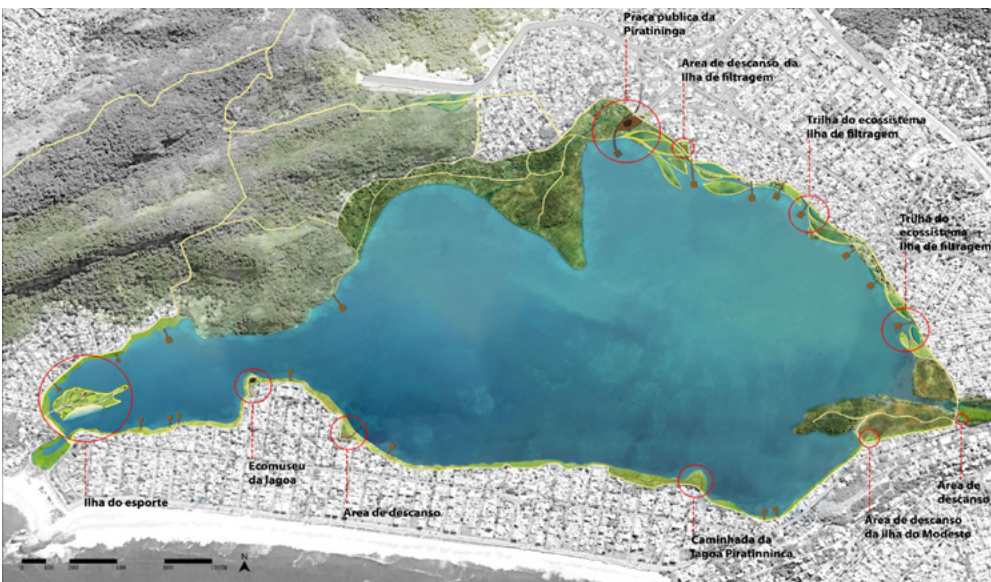 Praça publica da
Piratininga
Area de descanso da
ilha de filtragem
Trilha do ecossistema
ilha de filtragem
Trilha do
ecossistema
ilha de filtragem
Ecomuseu
da lagoa
Ilha do esporte
Area de descanso
Caminhada da
Area de descanso
da ilha do Modesto
Area de
descanso
N